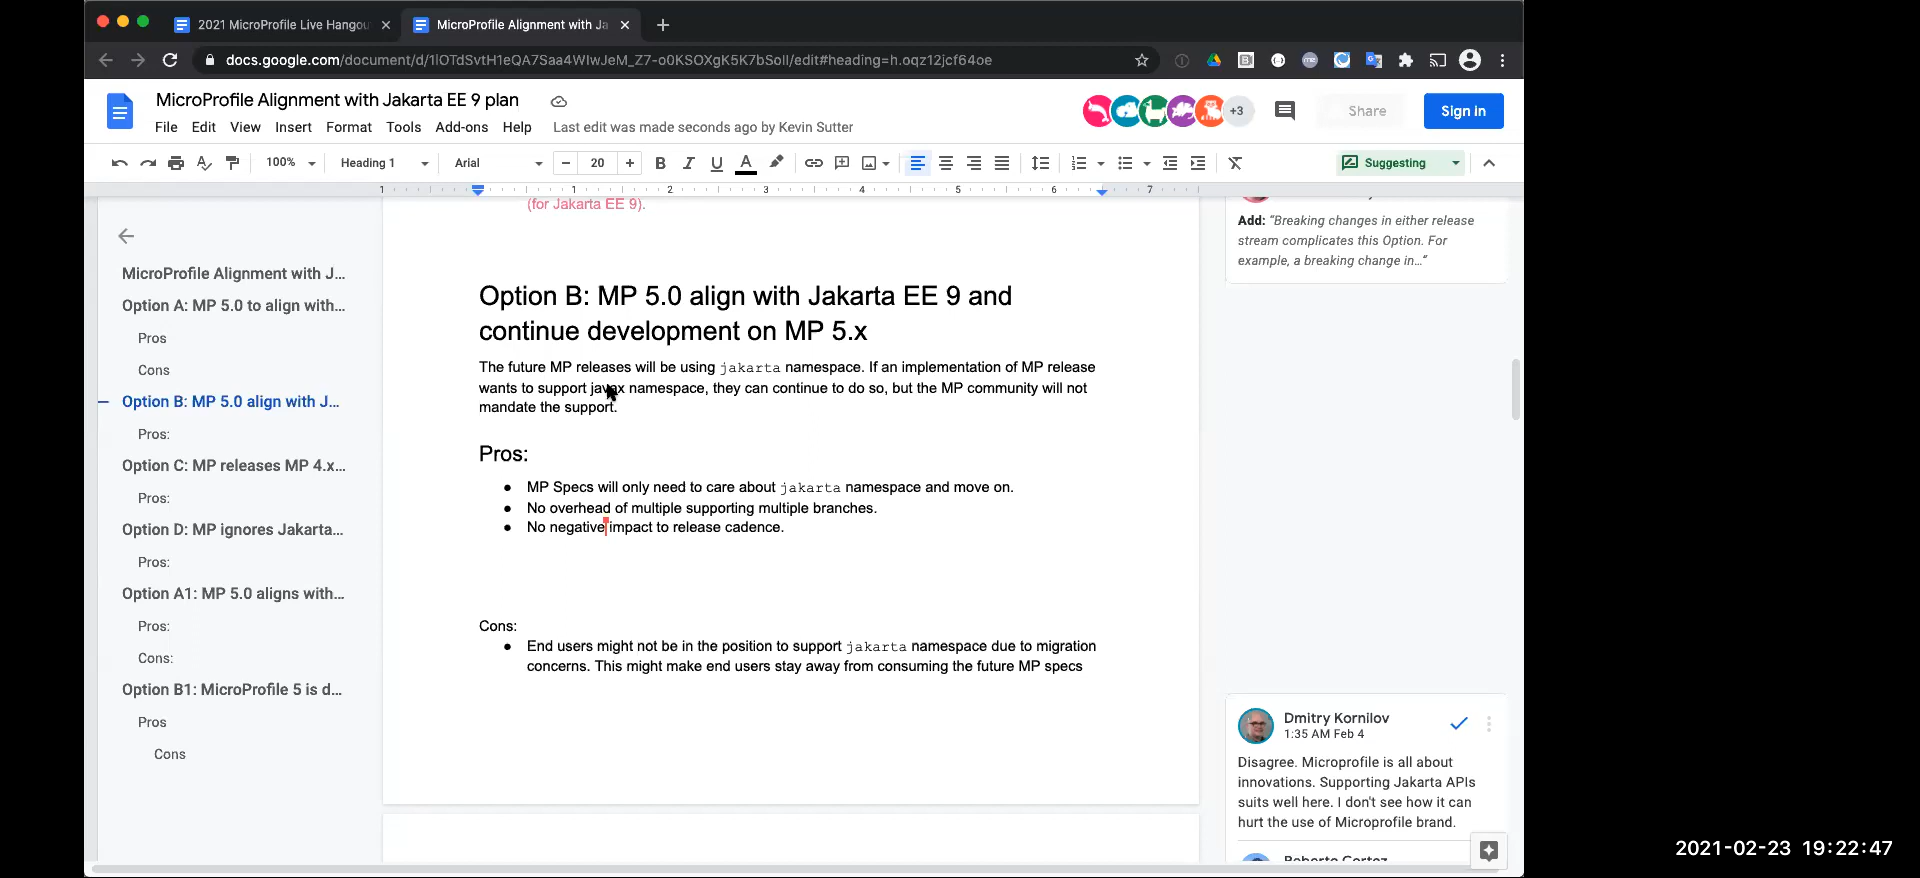 2021 MicroProfile Live Hangou
MicroProfile Alignment with Ja
docs.google.com/document/d/1lOTdSvtH1eQA7Saa4WIwJeM_Z7-o0KSOXgK5K7bSoll/edit#heading=h.oqz12jcf64oe
MicroProfile Alignment with Jakarta EE 9 plan
File Edit View Insert Format Tools Add-ons Help Last edit was made seconds ago by Kevin Sutter
+3
Share
Sign in
100% Heading 1 Arial 20
Suggesting
1 1 2 3 4 5 6 7
MicroProfile Alignment with J...
Option A: MP 5.0 to align with...
Pros
Cons
Option B: MP 5.0 align with J...
Pros:
Option C: MP releases MP 4.x...
Pros:
Option D: MP ignores Jakarta...
Pros:
Option A1: MP 5.0 aligns with...
Pros:
Cons:
Option B1: MicroProfile 5 is d...
Pros
Cons
(for Jakarta EE 9).
Option B: MP 5.0 align with Jakarta EE 9 and
continue development on MP 5.x
The future MP releases will be using jakarta namespace. If an implementation of MP release
wants to support javax namespace, they can continue to do so, but the MP community will not
mandate the support.
Pros:
● MP Specs will only need to care about jakarta namespace and move on.
● No overhead of multiple supporting multiple branches.
● No negative impact to release cadence.
Cons:
● End users might not be in the position to support jakarta namespace due to migration
concerns. This might make end users stay away from consuming the future MP specs
Add: “Breaking changes in either release
stream complicates this Option. For
example, a breaking change in...“
Dmitry Kornilov
1:35 AM Feb 4
Disagree. Microprofile is all about
innovations. Supporting Jakarta APIs
suits well here. I don't see how it can
hurt the use of Microprofile brand.
Roberto Cortez
2021-02-23 19:22:47